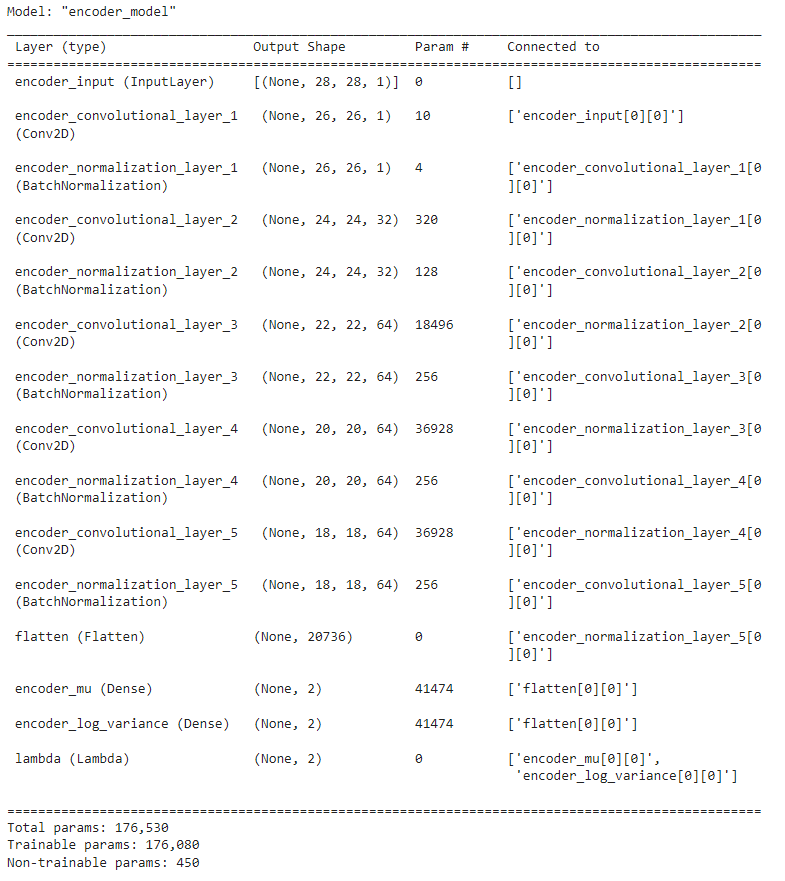 Model: "encoder_model"
__________________________________________________________________________________________________
Layer (type)                   Output Shape         Param #     Connected to
==================================================================================================
encoder_input (InputLayer)     [(None, 28, 28, 1)]  0           []
encoder_convolutional_layer_1   (None, 26, 26, 1)   10          ['encoder_input[0][0]']
(Conv2D)
encoder_normalization_layer_1   (None, 26, 26, 1)   4           ['encoder_convolutional_layer_1[0
(BatchNormalization)                                            ][0]']
encoder_convolutional_layer_2   (None, 24, 24, 32)  320         ['encoder_normalization_layer_1[0
(Conv2D)                                                        ][0]']
encoder_normalization_layer_2   (None, 24, 24, 32)  128         ['encoder_convolutional_layer_2[0
(BatchNormalization)                                            ][0]']
encoder_convolutional_layer_3   (None, 22, 22, 64)  18496       ['encoder_normalization_layer_2[0
(Conv2D)                                                        ][0]']
encoder_normalization_layer_3   (None, 22, 22, 64)  256         ['encoder_convolutional_layer_3[0
(BatchNormalization)                                            ][0]']
encoder_convolutional_layer_4   (None, 20, 20, 64)  36928       ['encoder_normalization_layer_3[0
(Conv2D)                                                        ][0]']
encoder_normalization_layer_4   (None, 20, 20, 64)  256         ['encoder_convolutional_layer_4[0
(BatchNormalization)                                            ][0]']
encoder_convolutional_layer_5   (None, 18, 18, 64)  36928       ['encoder_normalization_layer_4[0
(Conv2D)                                                        ][0]']
encoder_normalization_layer_5   (None, 18, 18, 64)  256         ['encoder_convolutional_layer_5[0
(BatchNormalization)                                            ][0]']
flatten (Flatten)              (None, 20736)        0           ['encoder_normalization_layer_5[0
                                                                ][0]']
encoder_mu (Dense)             (None, 2)            41474       ['flatten[0][0]']
encoder_log_variance (Dense)   (None, 2)            41474       ['flatten[0][0]']
lambda (Lambda)                (None, 2)            0           ['encoder_mu[0][0]',
                                                                 'encoder_log_variance[0][0]']
==================================================================================================
Total params: 176,530
Trainable params: 176,080
Non-trainable params: 450